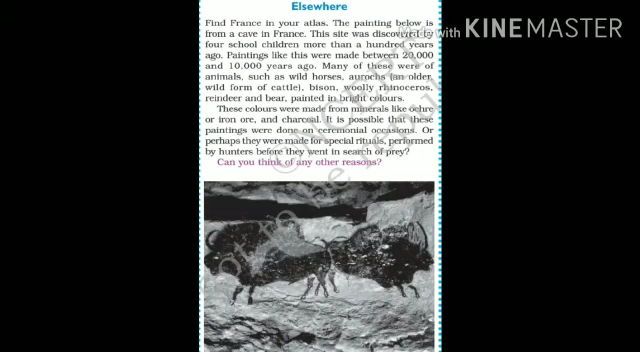 Elsewhere
Made with KINEMASTER
Find France in your atlas. The painting below is
from a cave in France. This site was discovered by
four school children more than a hundred years
ago. Paintings like this were made between 20,000
and 10,000 years ago. Many of these were of
animals, such as wild horses, aurochs (an older,
wild form of cattle), bison, woolly rhinoceros,
reindeer and bear, painted in bright colours.
These colours were made from minerals like ochre
or iron ore, and charcoal. It is possible that these
paintings were done on ceremonial occasions. Or
perhaps they were made for special rituals, performed
by hunters before they went in search of prey?
Can you think of any other reasons?
©NCERT
not to be republ